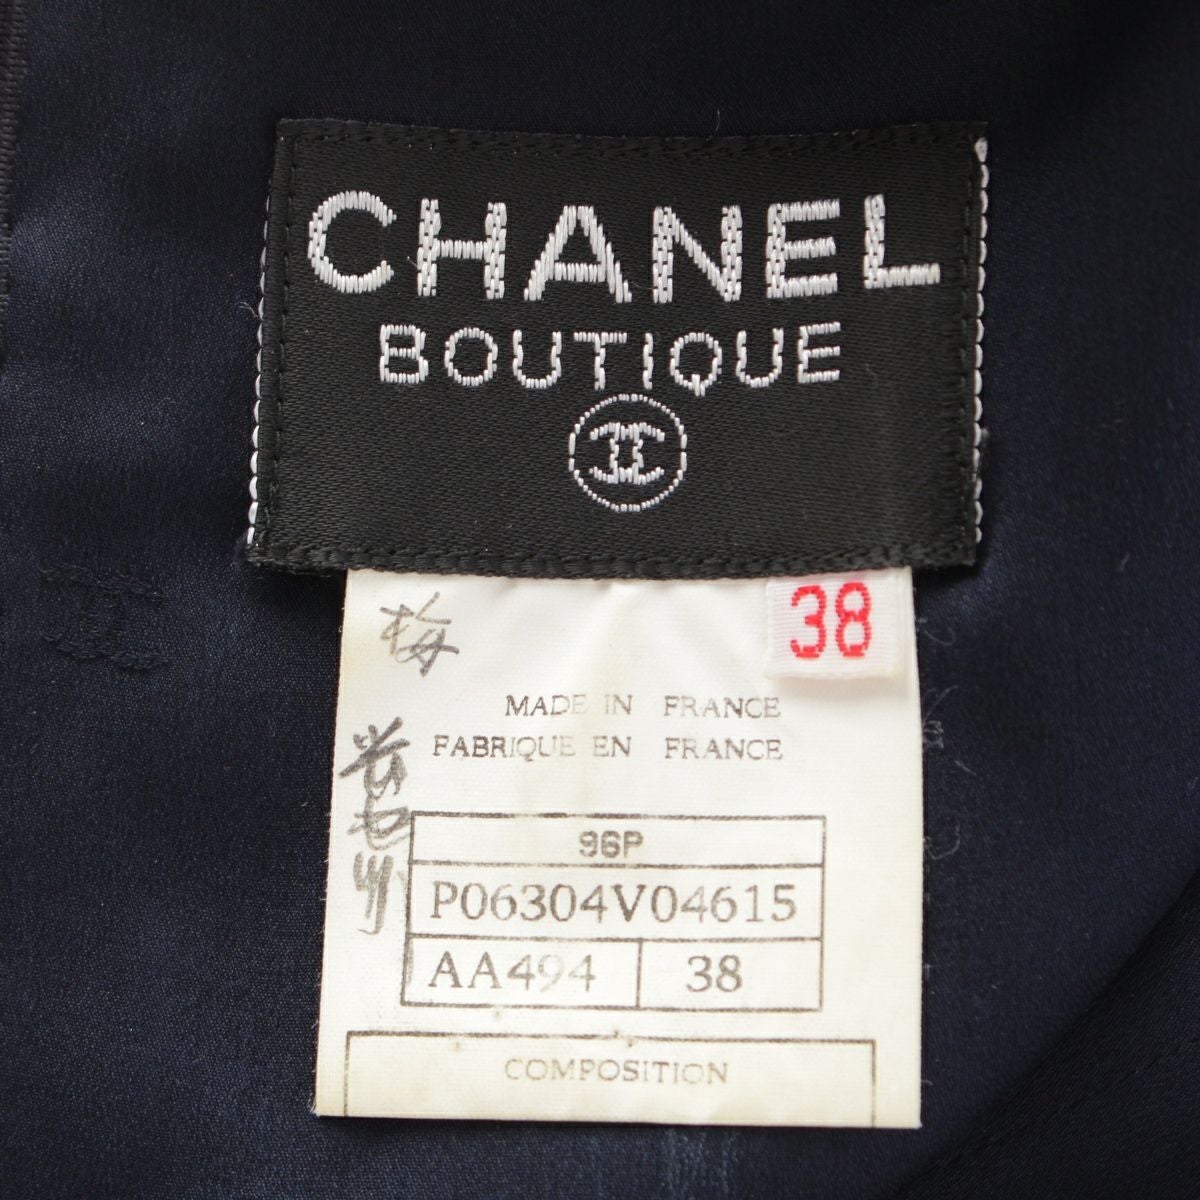 CHANEL
BOUTIQUE
38
梅
MADE IN FRANCE
FABRIQUE EN FRANCE
96P
P06304V04615
AA494 38
COMPOSITION